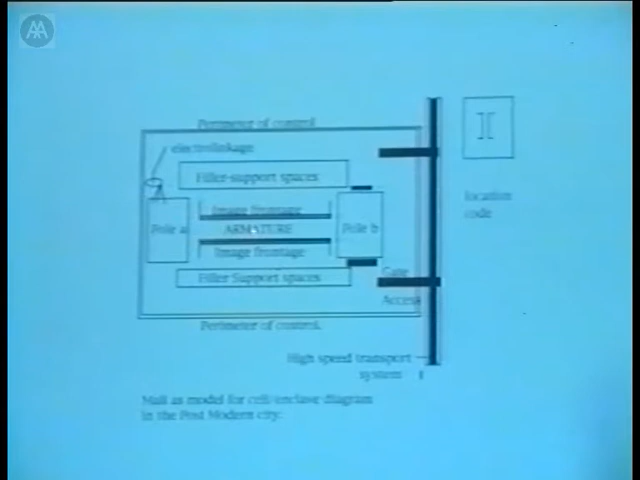 AA
Perimeter of control
electrolinkage
Filler-support spaces
Image frontage
Pole a
ARMATURE
Pole b
Image frontage
Filler Support spaces
Gate
Access
Perimeter of control.
location
code
High speed transport
system
Mall as model for cell/enclave diagram
in the Post Modern city.